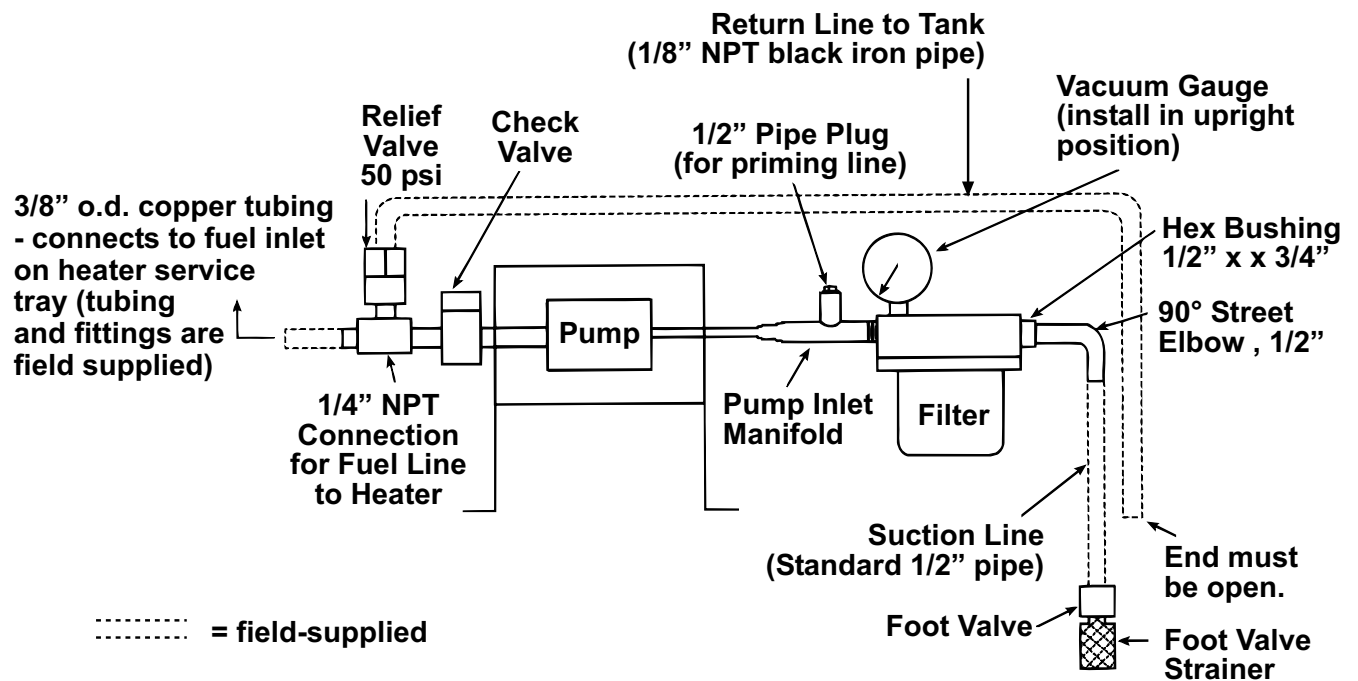 Return Line to Tank
(1/8” NPT black iron pipe)
Vacuum Gauge
(install in upright
position)
Relief
Valve
50 psi
Check
Valve
1/2” Pipe Plug
(for priming line)
3/8” o.d. copper tubing
- connects to fuel inlet
on heater service
tray (tubing
and fittings are
field supplied)
Hex Bushing
1/2” x x 3/4”
90° Street
Elbow , 1/2”
Pump
1/4” NPT
Connection
for Fuel Line
to Heater
Pump Inlet
Manifold
Filter
Suction Line
(Standard 1/2” pipe)
End must
be open.
= field-supplied
Foot Valve
Foot Valve
Strainer